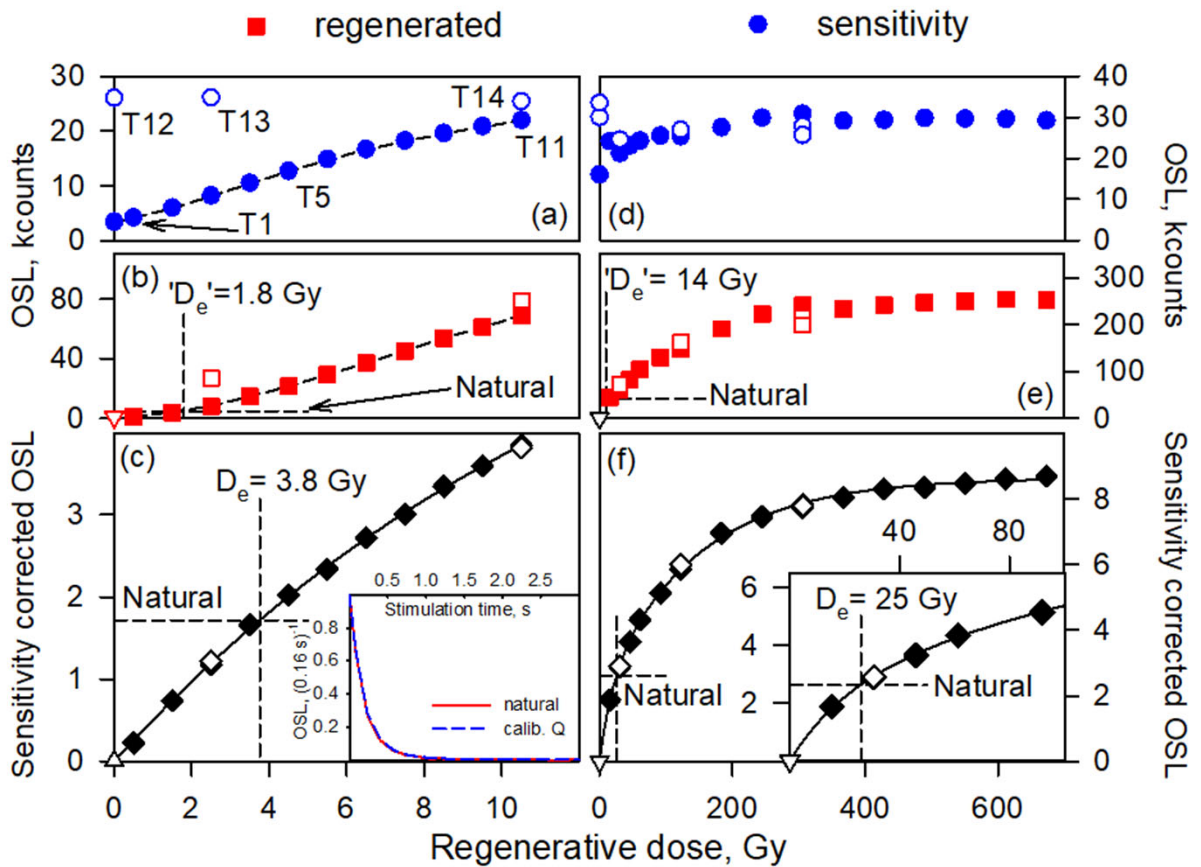 regenerated
sensitivity
OSL, kcounts
30
20
10
0
T12
T13
T14
T11
T5
T1
(a)
(d)
40
30
20
10
0
OSL, kcounts
(b)
'De'=1.8 Gy
80
40
0
Natural
'De'= 14 Gy
Natural
(e)
300
200
100
0
Sensitivity corrected OSL
(c)
De= 3.8 Gy
3
2
1
0
Natural
0.5 1.0 1.5 2.0 2.5
Stimulation time, s
OSL, (0.16 s)-1
0.8
0.6
0.4
0.2
natural
calib. Q
0 2 4 6 8 10
(f)
Natural
40 80
De = 25 Gy
6
4
2
Natural
8
6
4
2
0
Sensitivity corrected OSL
0 200 400 600
Regenerative dose, Gy